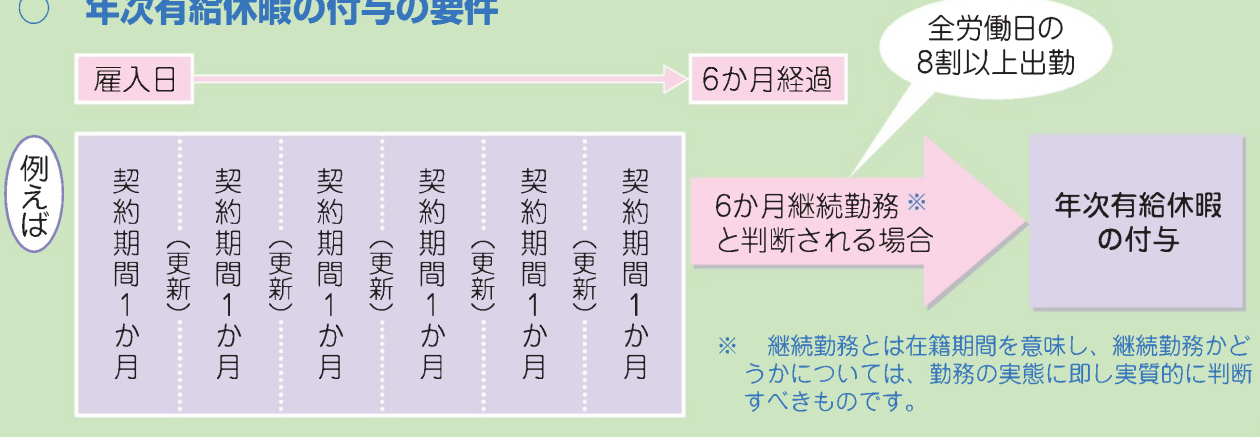 ○ 年次有給休暇の付与の要件
雇入日
6か月経過
全労働日の
8割以上出勤
例えば
契約期間1か月
(更新)
契約期間1か月
(更新)
契約期間1か月
(更新)
契約期間1か月
(更新)
契約期間1か月
(更新)
契約期間1か月
6か月継続勤務※
と判断される場合
年次有給休暇
の付与
※ 継続勤務とは在籍期間を意味し、継続勤務かど
うかについては、勤務の実態に即し実質的に判断
すべきものです。